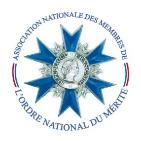 ASSOCIATION NATIONALE DES MEMBRES DE
L'ORDRE NATIONAL DU MÉRITE